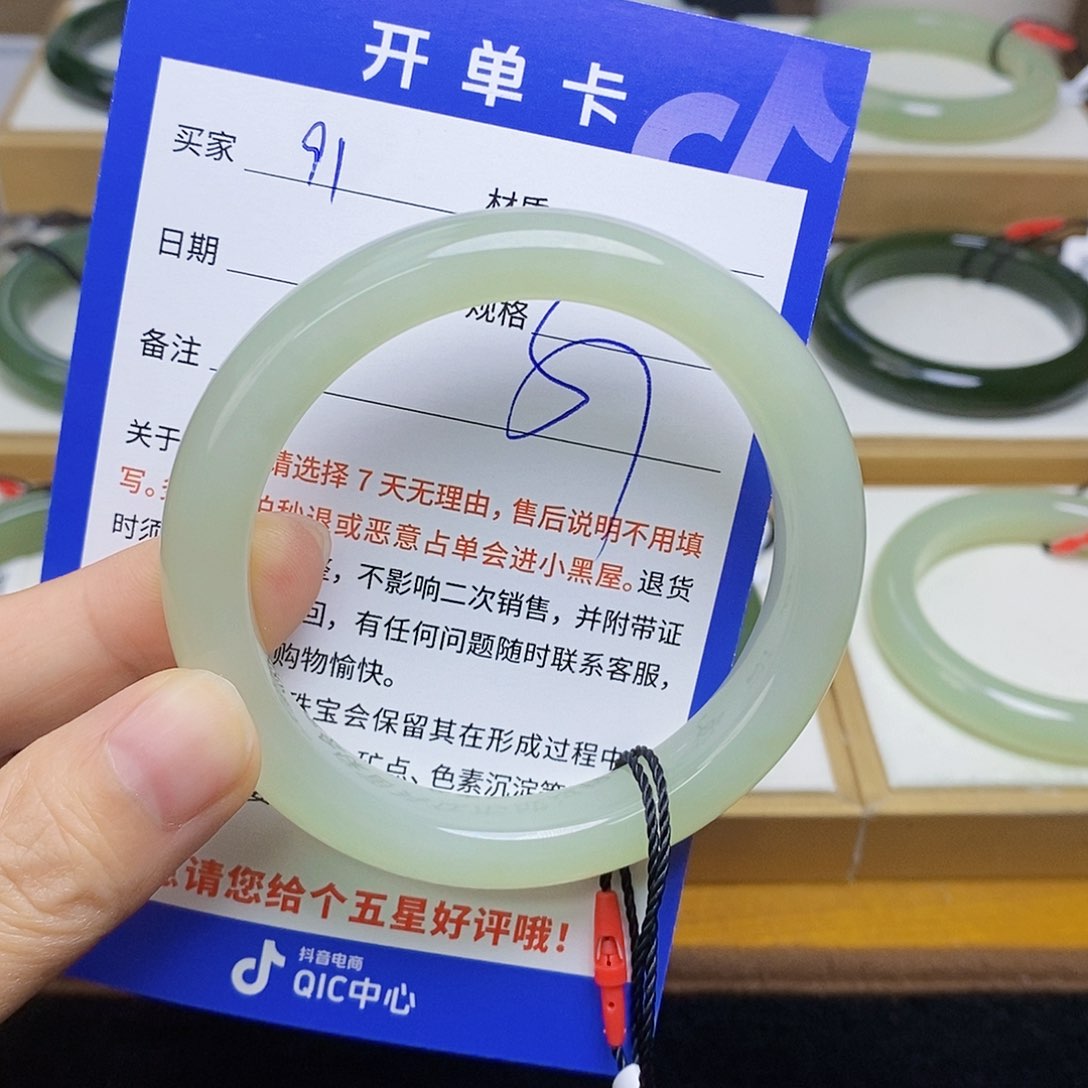 开单卡
买家 91
材质
日期
规格
备注
关于
请选择7天无理由，售后说明不用填
写。
拍秒退或恶意占单会进小黑屋。退货
时须
，不影响二次销售，并附带证
回，有任何问题随时联系客服，
购物愉快。
珠宝会保留其在形成过程中
矿点、色素沉淀等
请您给个五星好评哦！
抖音电商
QIC中心